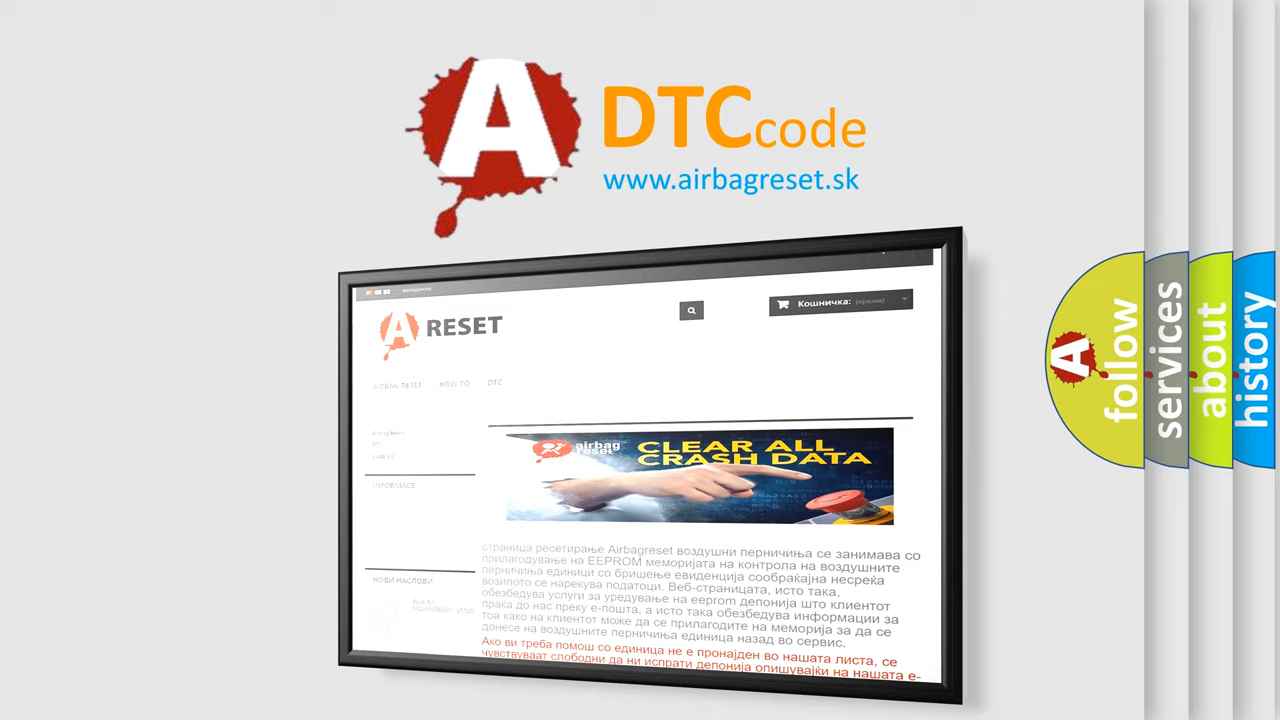 A
DTCcode
www.airbagreset.sk
Кошничка: (празна)
A RESET
AIRBAG RESET HOW TO DTC
airbag reset
CLEAR ALL
CRASH DATA
INFORMACE
страница ресетирање Airbagreset воздушни перничиња се занимава со
прилагодување на EEPROM меморијата на контрола на воздушните
перничиња единици со бришење евиденција сообраќајна несреќа
возилото се нарекува податоци. Веб-страницата, исто така,
обезбедува услуги за уредување на eeprom депонија што клиентот
праќа до нас преку е-пошта, а исто така обезбедува информации за
тоа како на клиентот може да се прилагодите на меморија за да се
донесе на воздушните перничиња единица назад во сервис.
Ако ви треба помош со единица не е пронајден во нашата листа, се
чувствуваат слободни да ни испрати депонија опишувајќи на нашата е-
НОВИ НАСЛОВИ
A
follow
services
about
history